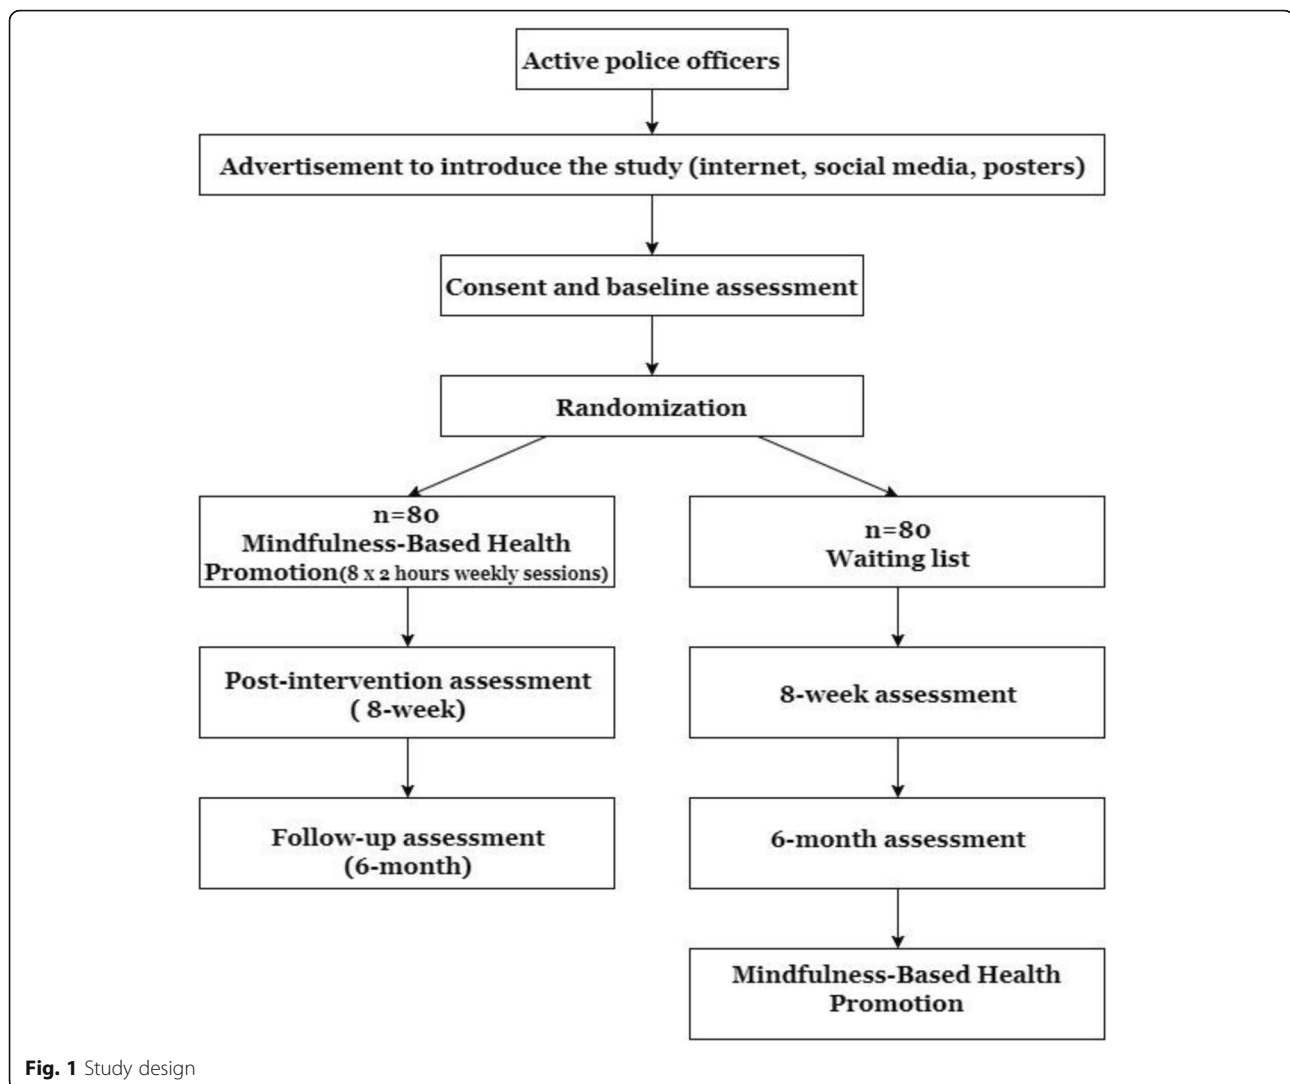 Active police officers
Advertisement to introduce the study (internet, social media, posters)
Consent and baseline assessment
Randomization
n=80
Mindfulness-Based Health
Promotion(8 x 2 hours weekly sessions)
n=80
Waiting list
Post-intervention assessment
( 8-week)
8-week assessment
Follow-up assessment
(6-month)
6-month assessment
Mindfulness-Based Health
Promotion
Fig. 1 Study design